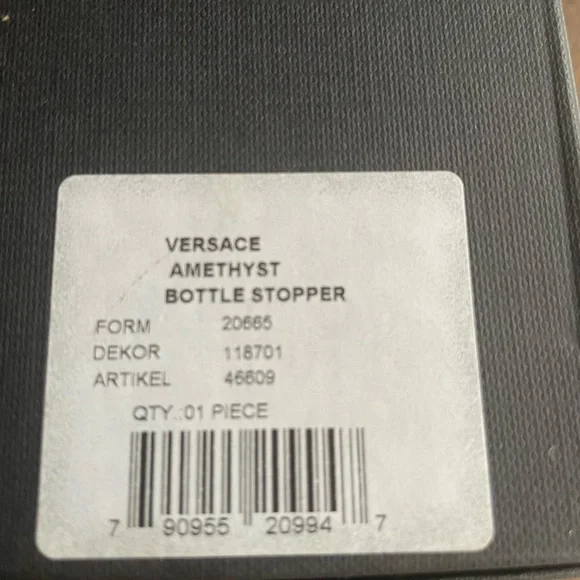 VERSACE
AMETHYST
BOTTLE STOPPER
FORM 20665
DEKOR 118701
ARTIKEL 46609
QTY.:01 PIECE
7 90955 20994 7